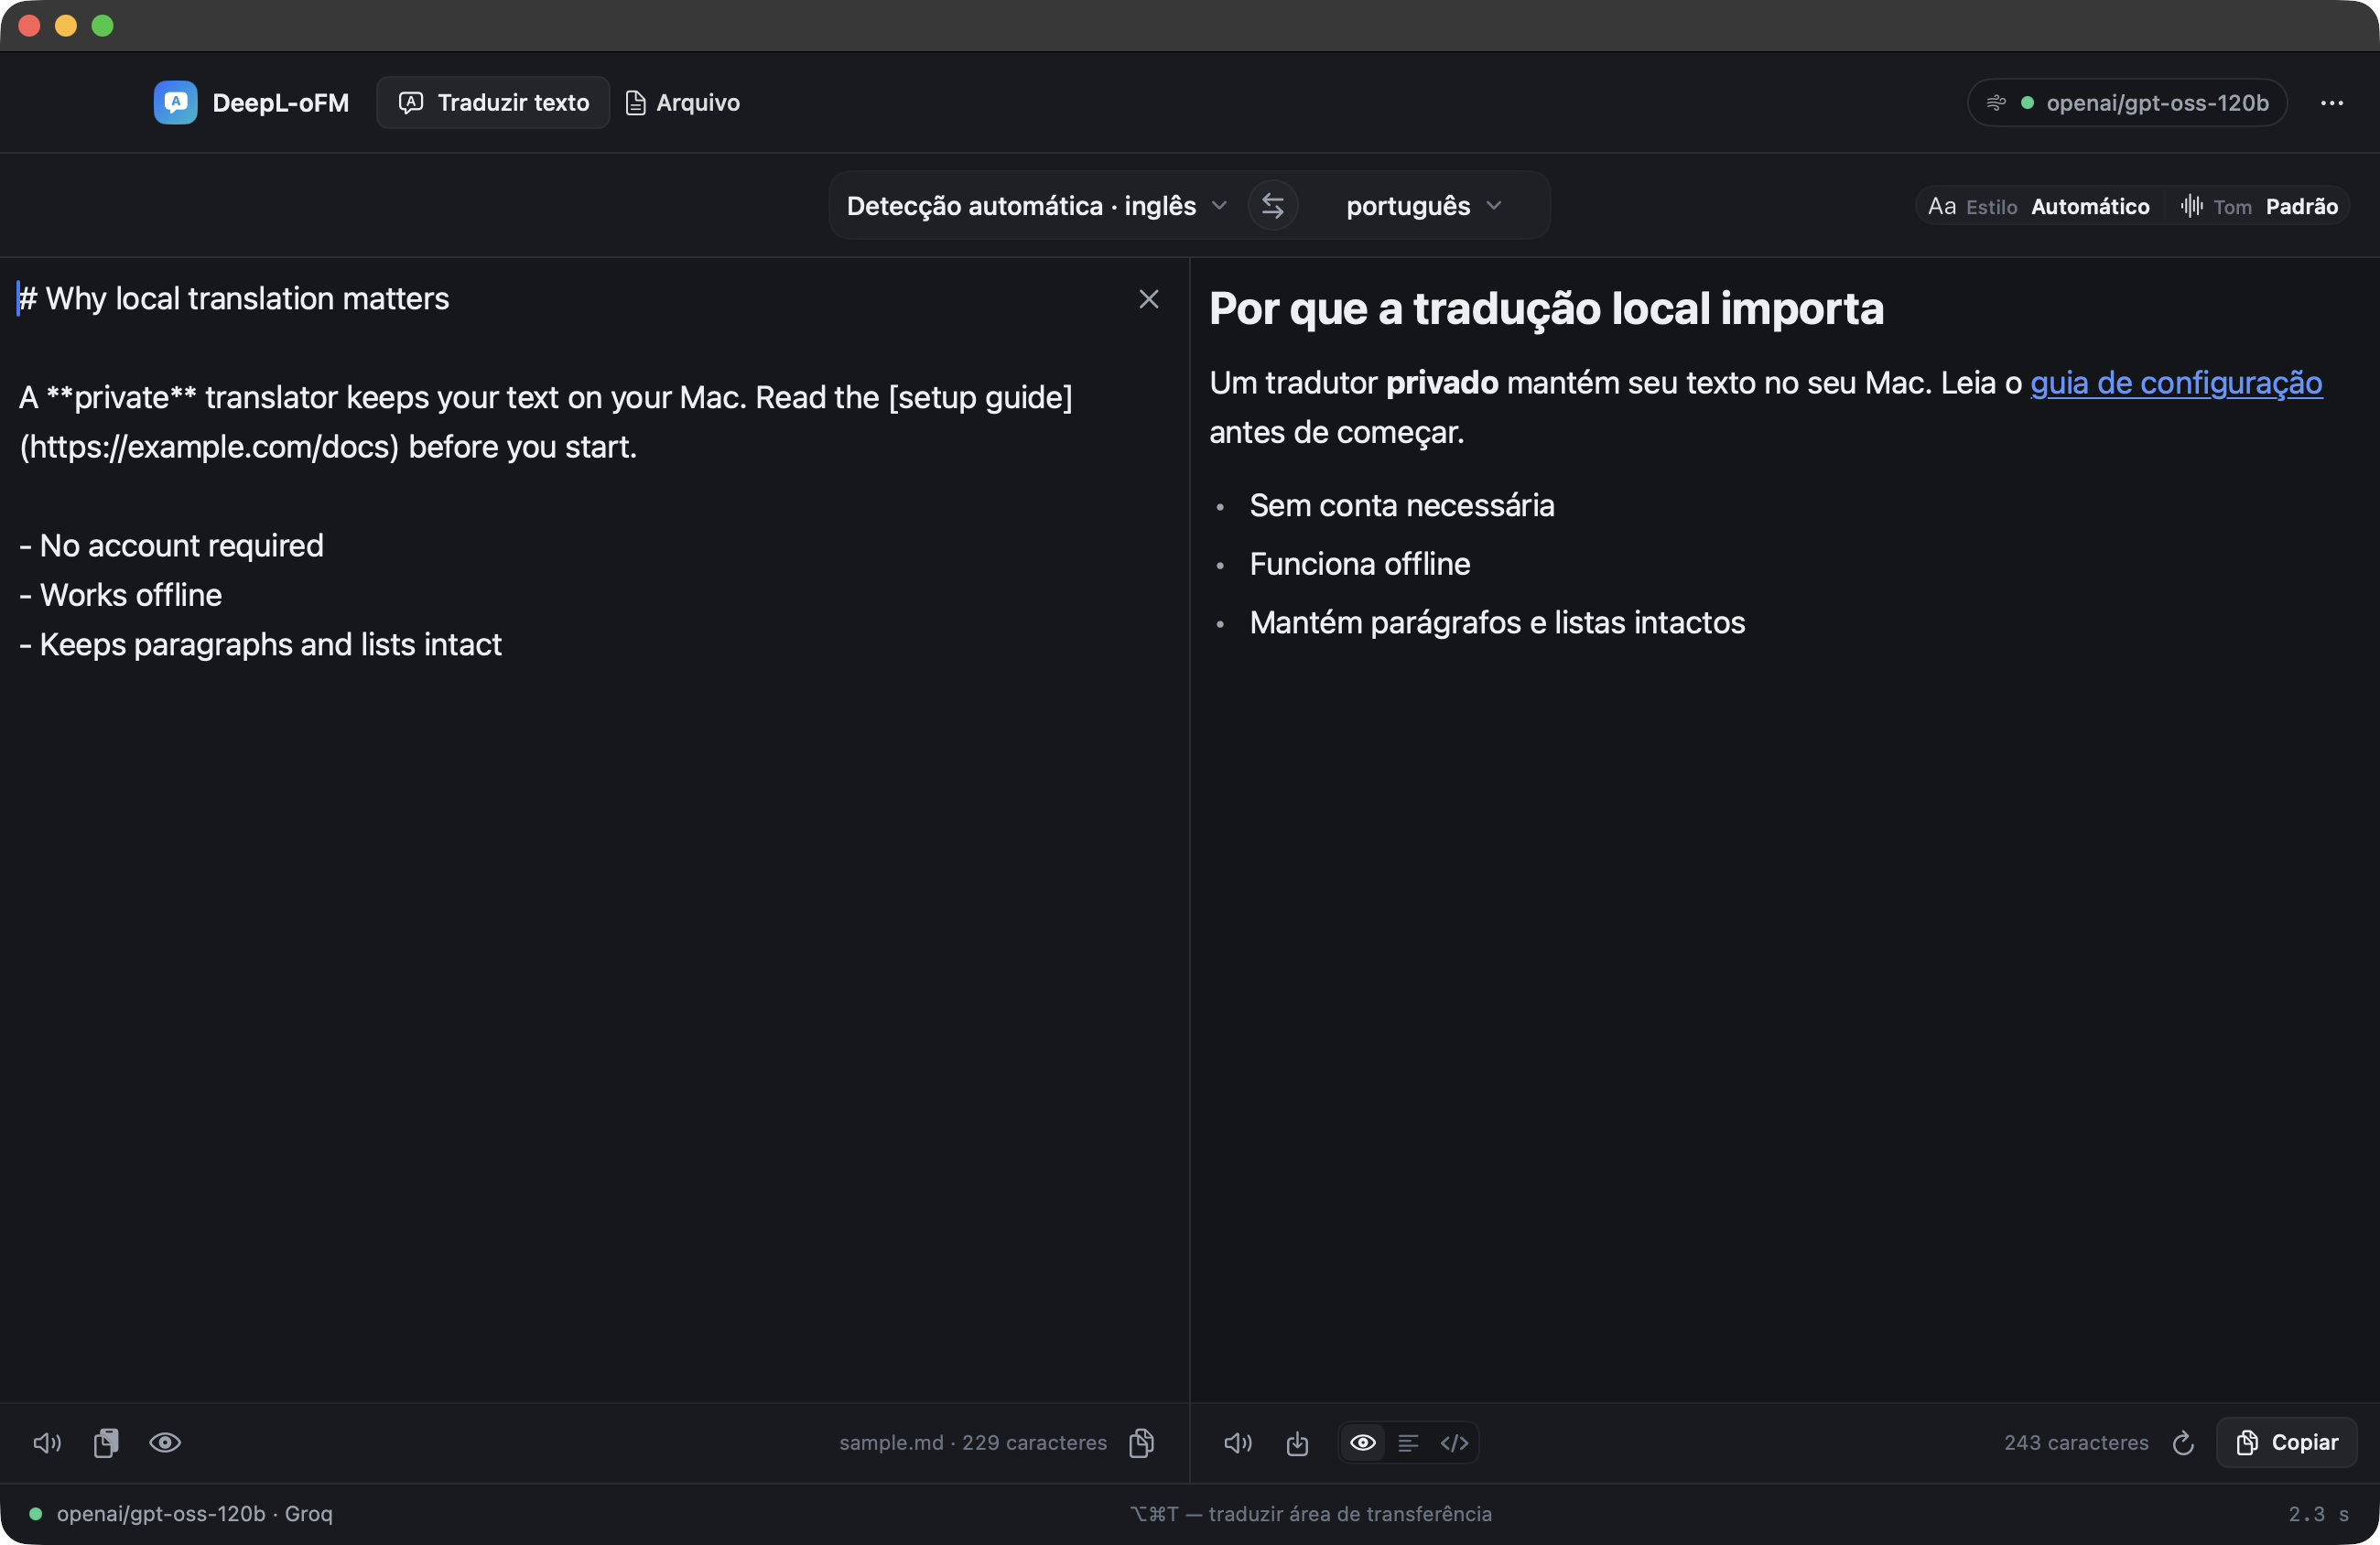 DeepL-oFM
Traduzir texto
Arquivo
openai/gpt-oss-120b
Detecção automática · inglês
português
Aa Estilo Automático
Tom Padrão
# Why local translation matters
A **private** translator keeps your text on your Mac. Read the [setup guide]
(https://example.com/docs) before you start.
- No account required
- Works offline
- Keeps paragraphs and lists intact
Por que a tradução local importa
Um tradutor privado mantém seu texto no seu Mac. Leia o guia de configuração
antes de começar.
• Sem conta necessária
• Funciona offline
• Mantém parágrafos e listas intactos
sample.md · 229 caracteres
243 caracteres
Copiar
openai/gpt-oss-120b · Groq
⌥⌘T — traduzir área de transferência
2.3 s